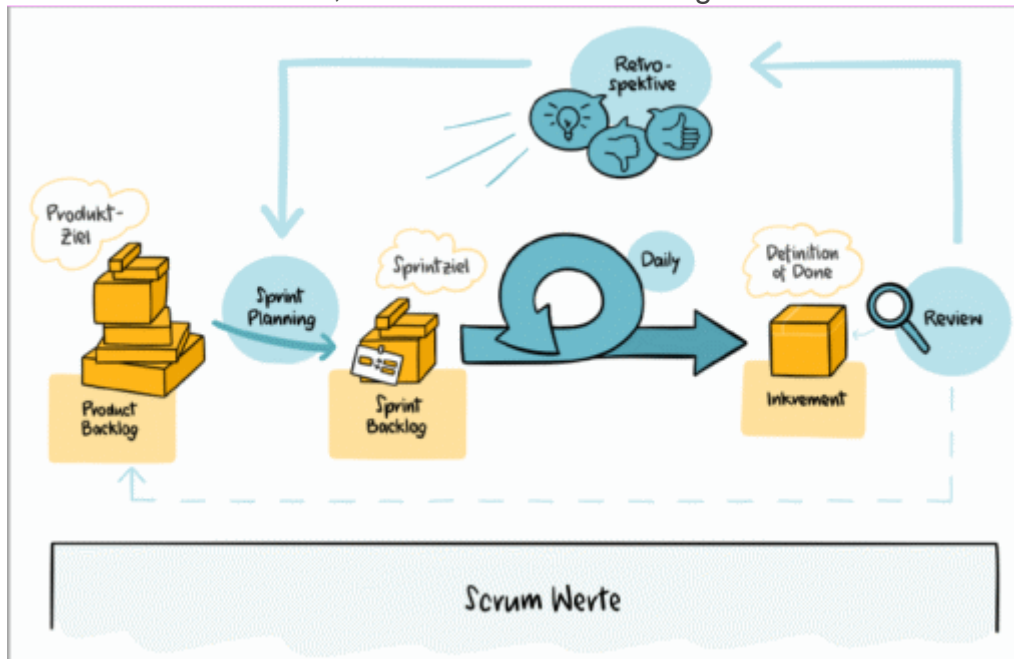 Retro-
spektive
Produkt-
Ziel
Sprint
Planning
Sprintziel
Daily
Definition
of Done
Review
Product
Backlog
Sprint
Backlog
Inkrement
Scrum Werte